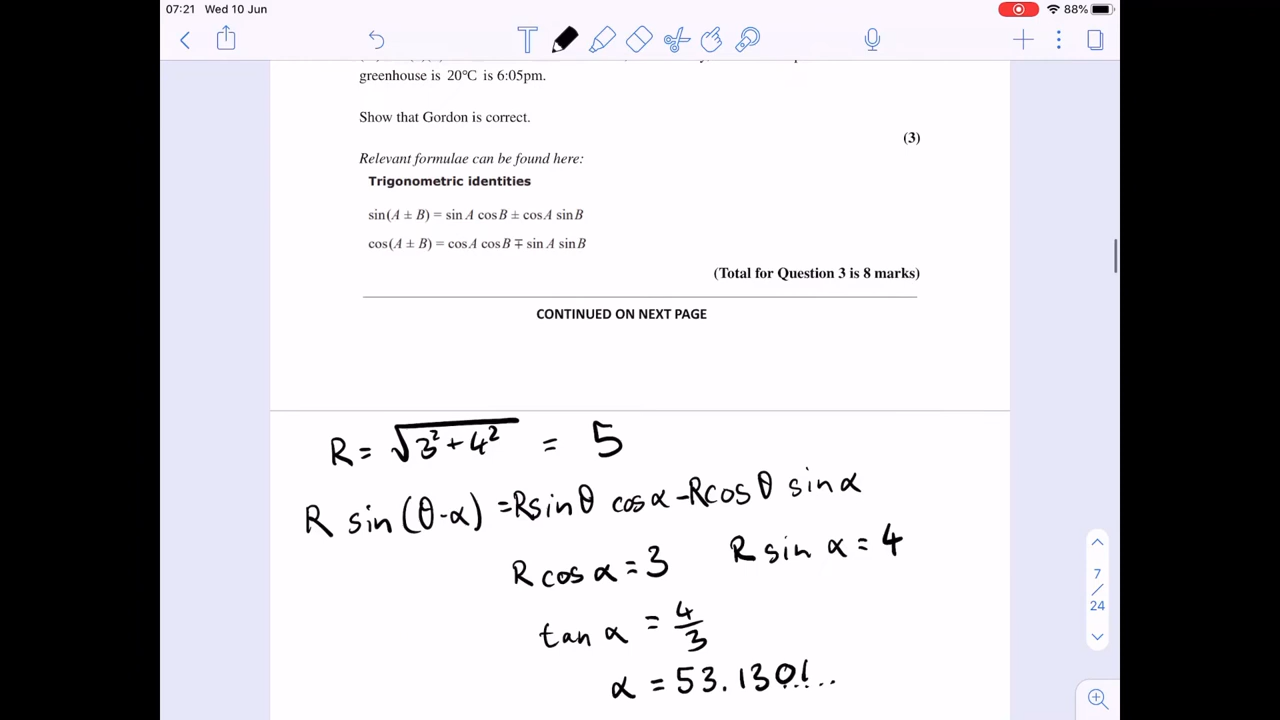 07:21 Wed 10 Jun 88%
greenhouse is 20°C is 6:05pm.
Show that Gordon is correct.
(3)
Relevant formulae can be found here:
Trigonometric identities
sin(A ± B) = sin A cos B ± cos A sin B
cos(A ± B) = cos A cos B ∓ sin A sin B
(Total for Question 3 is 8 marks)
CONTINUED ON NEXT PAGE
R = √(3² + 4²) = 5
R sin (θ-α) = R sin θ cos α - R cos θ sin α
R cos α = 3 R sin α = 4
tan α = 4/3
α = 53.1301...
7
/
24